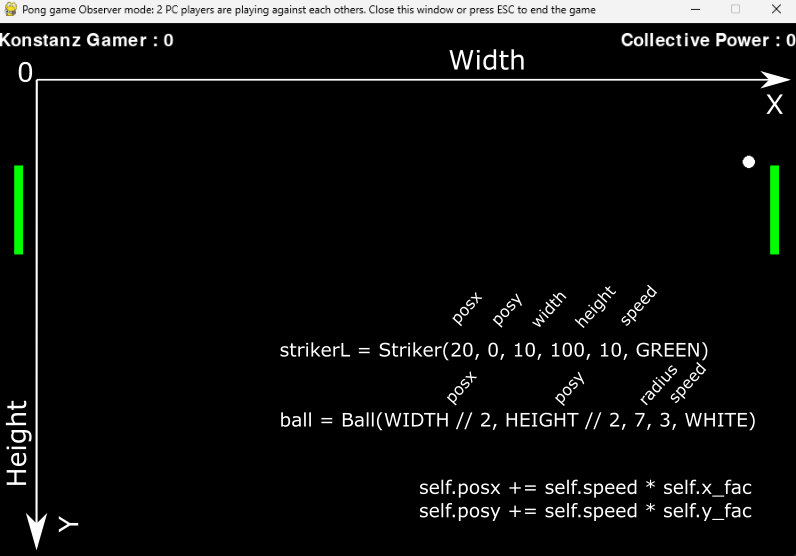 Pong game Observer mode: 2 PC players are playing against each others. Close this window or press ESC to end the game
Konstanz Gamer : 0
Collective Power : 0
Width
0
X
posx posy width height speed
strikerL = Striker(20, 0, 10, 100, 10, GREEN)
posx posy radius speed
ball = Ball(WIDTH // 2, HEIGHT // 2, 7, 3, WHITE)
Height
self.posx += self.speed * self.x_fac
self.posy += self.speed * self.y_fac
Y